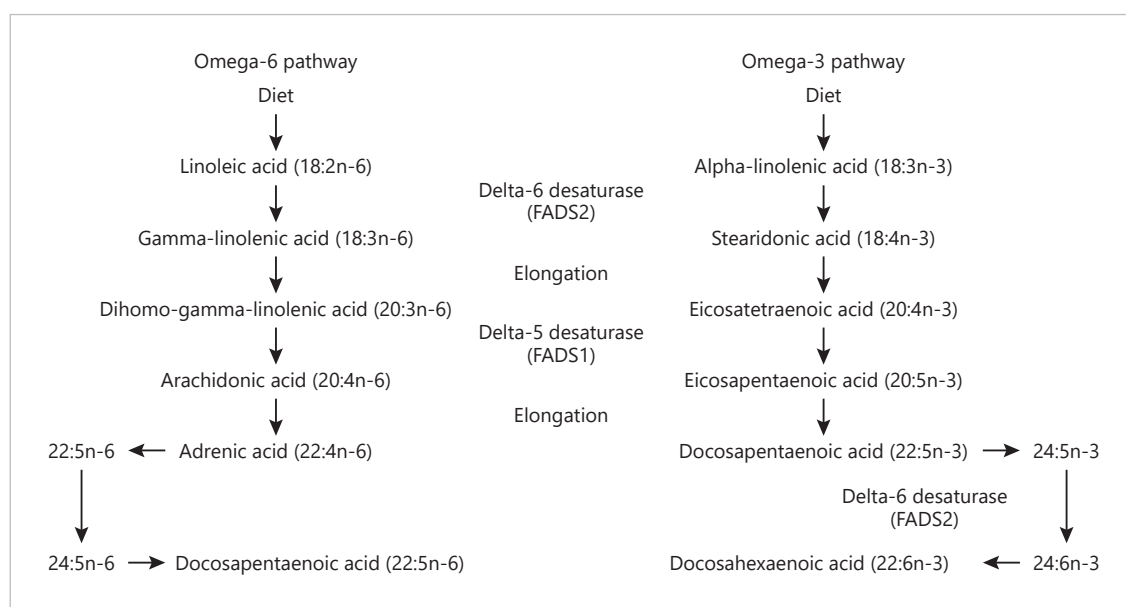 Omega-6 pathway
Omega-3 pathway
Diet
Diet
Linoleic acid (18:2n-6)
Alpha-linolenic acid (18:3n-3)
Delta-6 desaturase
(FADS2)
Gamma-linolenic acid (18:3n-6)
Stearidonic acid (18:4n-3)
Elongation
Dihomo-gamma-linolenic acid (20:3n-6)
Eicosatetraenoic acid (20:4n-3)
Delta-5 desaturase
(FADS1)
Arachidonic acid (20:4n-6)
Eicosapentaenoic acid (20:5n-3)
Elongation
22:5n-6
Adrenic acid (22:4n-6)
Docosapentaenoic acid (22:5n-3)
24:5n-3
Delta-6 desaturase
(FADS2)
24:5n-6
Docosapentaenoic acid (22:5n-6)
Docosahexaenoic acid (22:6n-3)
24:6n-3